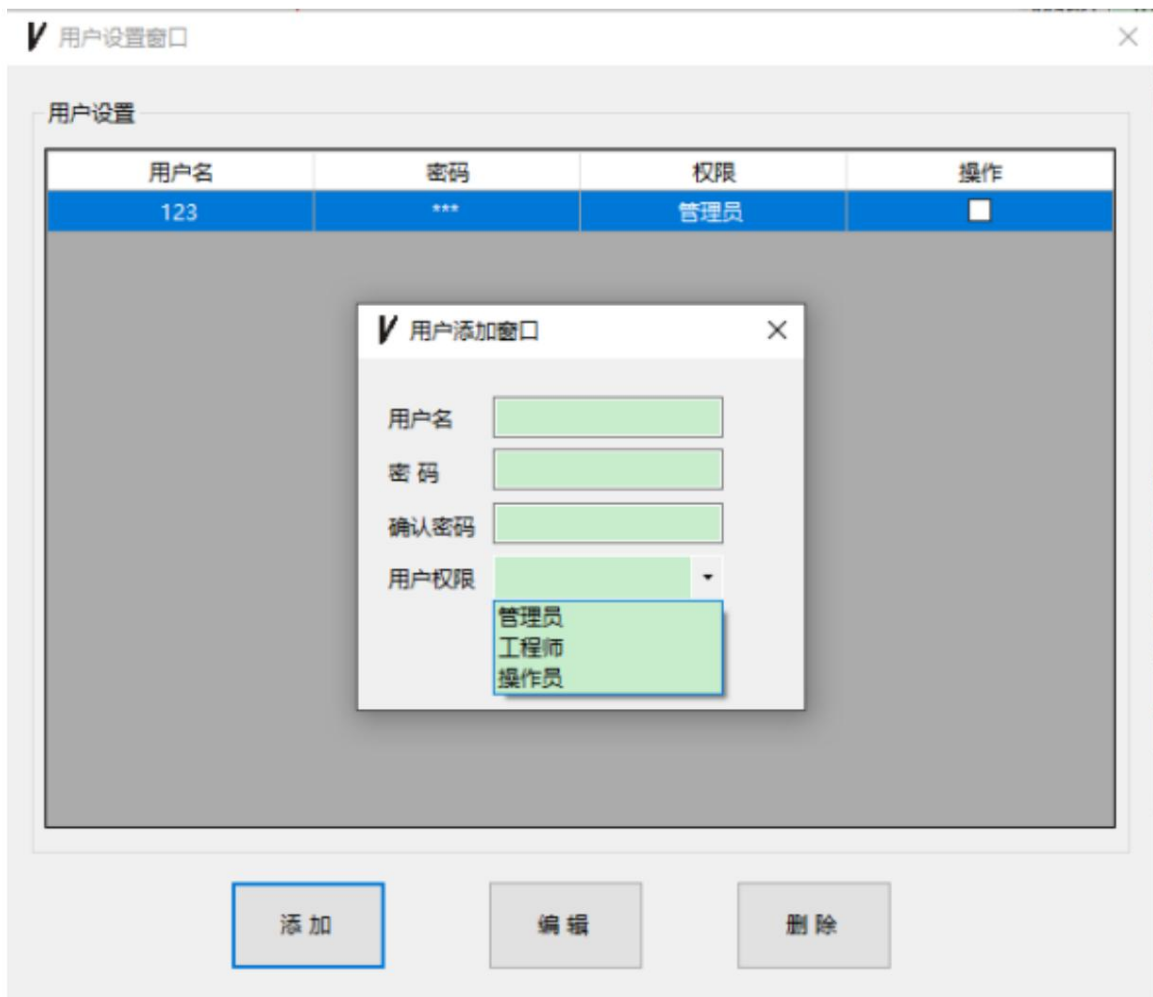 V 用户设置窗口
用户设置
用户名 密码 权限 操作
123 *** 管理员
V 用户添加窗口
用户名
密 码
确认密码
用户权限
管理员
工程师
操作员
添 加 编 辑 删 除